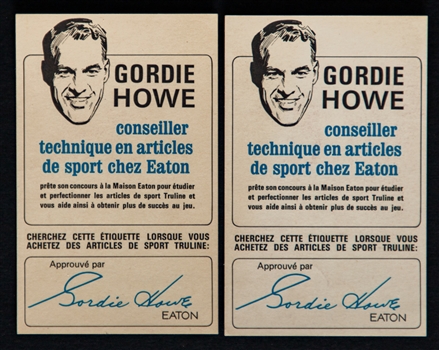 GORDIE
HOWE
conseiller
technique en articles
de sport chez Eaton
prête son concours à la Maison Eaton pour étudier
et perfectionner les articles de sport Truline et
vous aide ainsi à obtenir plus de succès au jeu.
CHERCHEZ CETTE ÉTIQUETTE LORSQUE VOUS
ACHETEZ DES ARTICLES DE SPORT TRULINE:
Approuvé par
Gordie Howe
EATON
GORDIE
HOWE
conseiller
technique en articles
de sport chez Eaton
prête son concours à la Maison Eaton pour étudier
et perfectionner les articles de sport Truline et
vous aide ainsi à obtenir plus de succès au jeu.
CHERCHEZ CETTE ÉTIQUETTE LORSQUE VOUS
ACHETEZ DES ARTICLES DE SPORT TRULINE:
Approuvé par
Gordie Howe
EATON